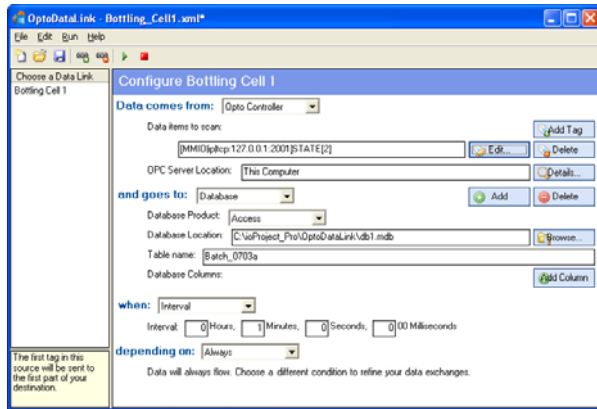 OptoDataLink - Bottling_Cell1.xml*
File Edit Run Help
Choose a Data Link
Bottling Cell 1
Configure Bottling Cell 1
Data comes from: Opto Controller
Data items to scan:
Add Tag
[MMIO|ip|tcp:127.0.0.1:2001]STATE[2]
Edit...
Delete
OPC Server Location: This Computer
Details...
and goes to: Database
Add
Delete
Database Product: Access
Database Location: C:\ioProject_Pro\OptoDataLink\db1.mdb
Browse...
Table name: Batch_0703a
Database Columns:
Add Column
when: Interval
Interval: 0 Hours, 1 Minutes, 0 Seconds, 0 00 Milliseconds
depending on: Always
Data will always flow. Choose a different condition to refine your data exchanges.
The first tag in this
source will be sent to
the first part of your
destination.